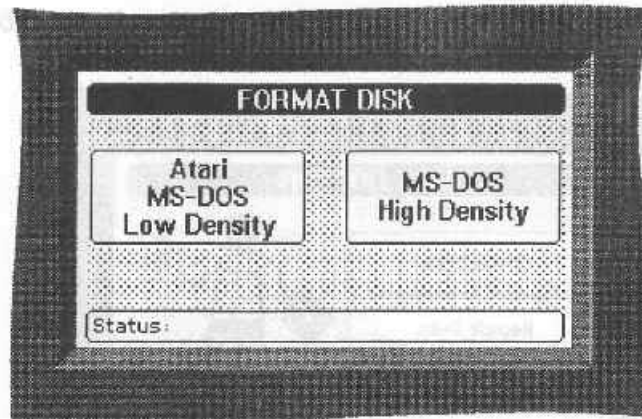 FORMAT DISK
Atari
MS-DOS
Low Density
MS-DOS
High Density
Status: